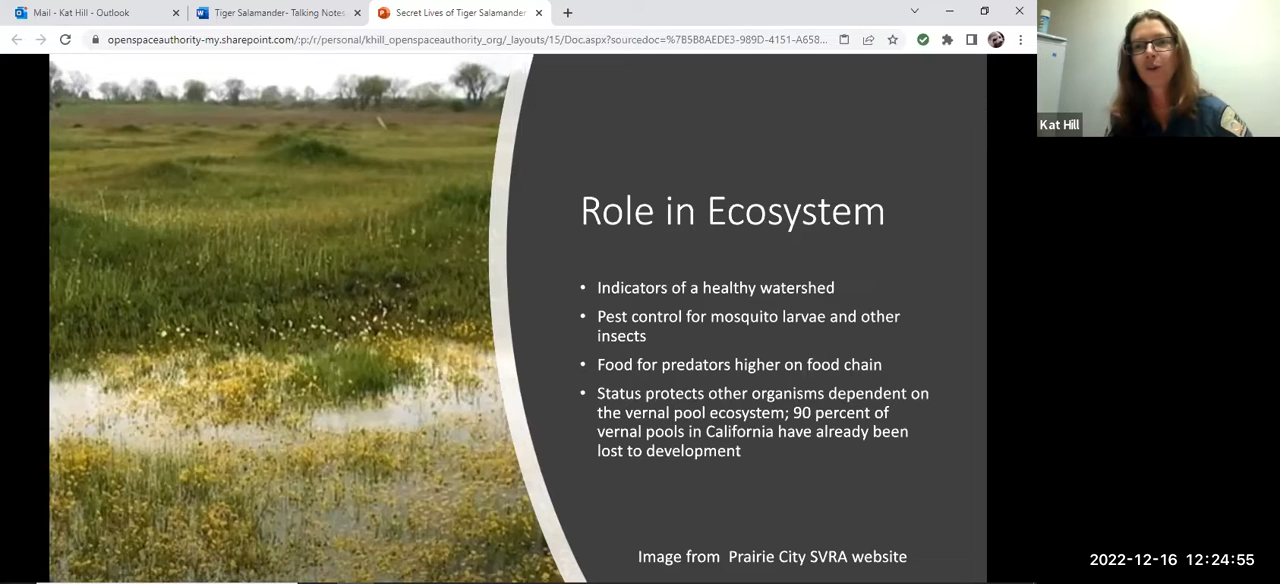 Mail - Kat Hill - Outlook
Tiger Salamander- Talking Notes
Secret Lives of Tiger Salamander
openspaceauthority-my.sharepoint.com/:p:/r/personal/khill_openspaceauthority_org/_layouts/15/Doc.aspx?sourcedoc=%7B5B8AEDE3-989D-4151-A658...
Kat Hill
Role in Ecosystem
• Indicators of a healthy watershed
• Pest control for mosquito larvae and other
insects
• Food for predators higher on food chain
• Status protects other organisms dependent on
the vernal pool ecosystem; 90 percent of
vernal pools in California have already been
lost to development
Image from Prairie City SVRA website
2022-12-16 12:24:55